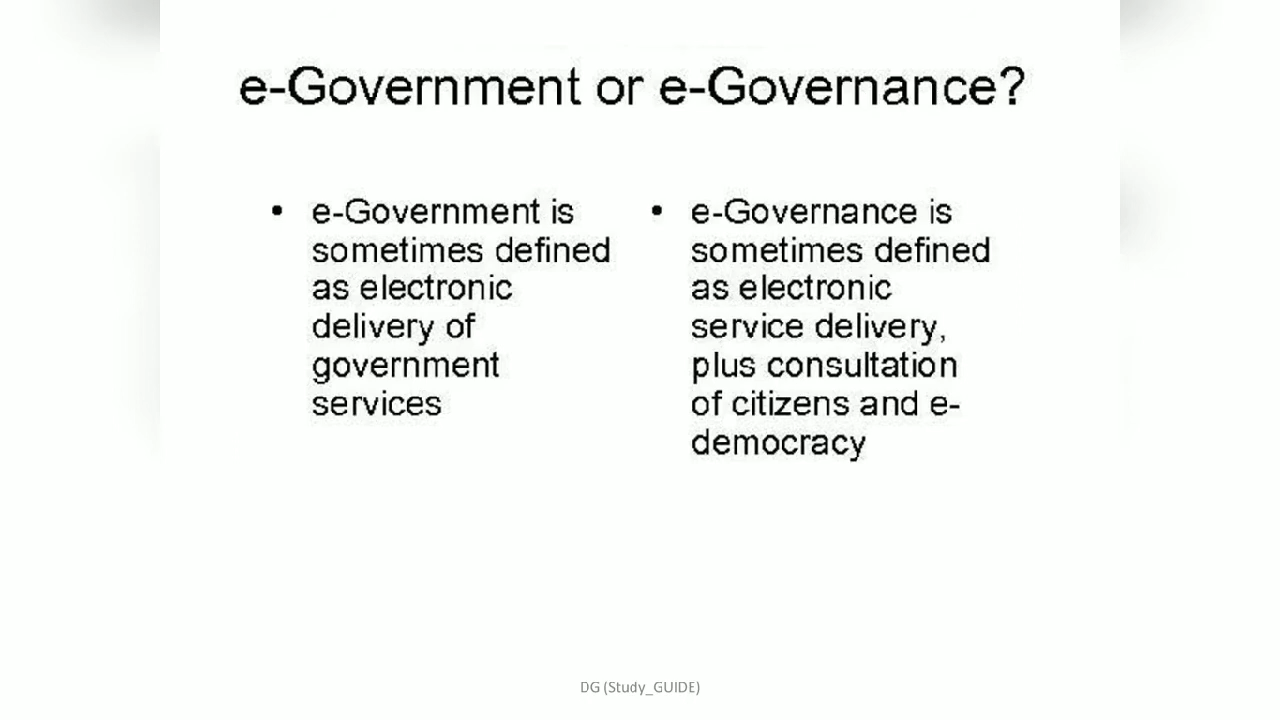 e-Government or e-Governance?
• e-Government is
sometimes defined
as electronic
delivery of
government
services
• e-Governance is
sometimes defined
as electronic
service delivery,
plus consultation
of citizens and e-
democracy
DG (Study_GUIDE)